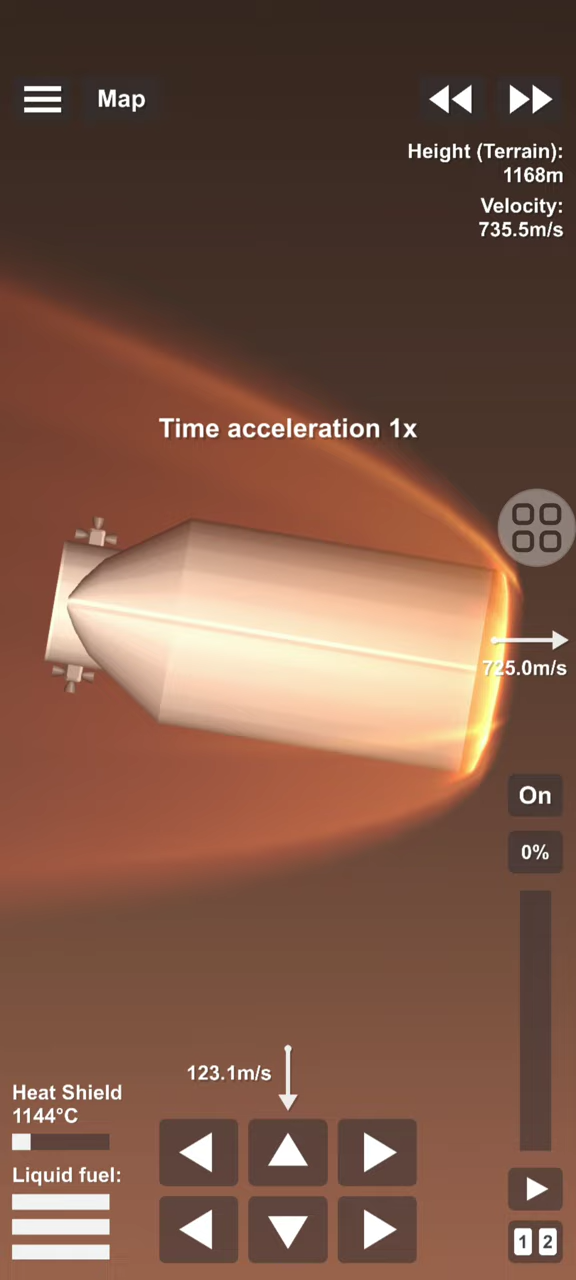 Map
Height (Terrain):
1168m
Velocity:
735.5m/s
Time acceleration 1x
725.0m/s
On
0%
123.1m/s
Heat Shield
1144°C
Liquid fuel:
1 2